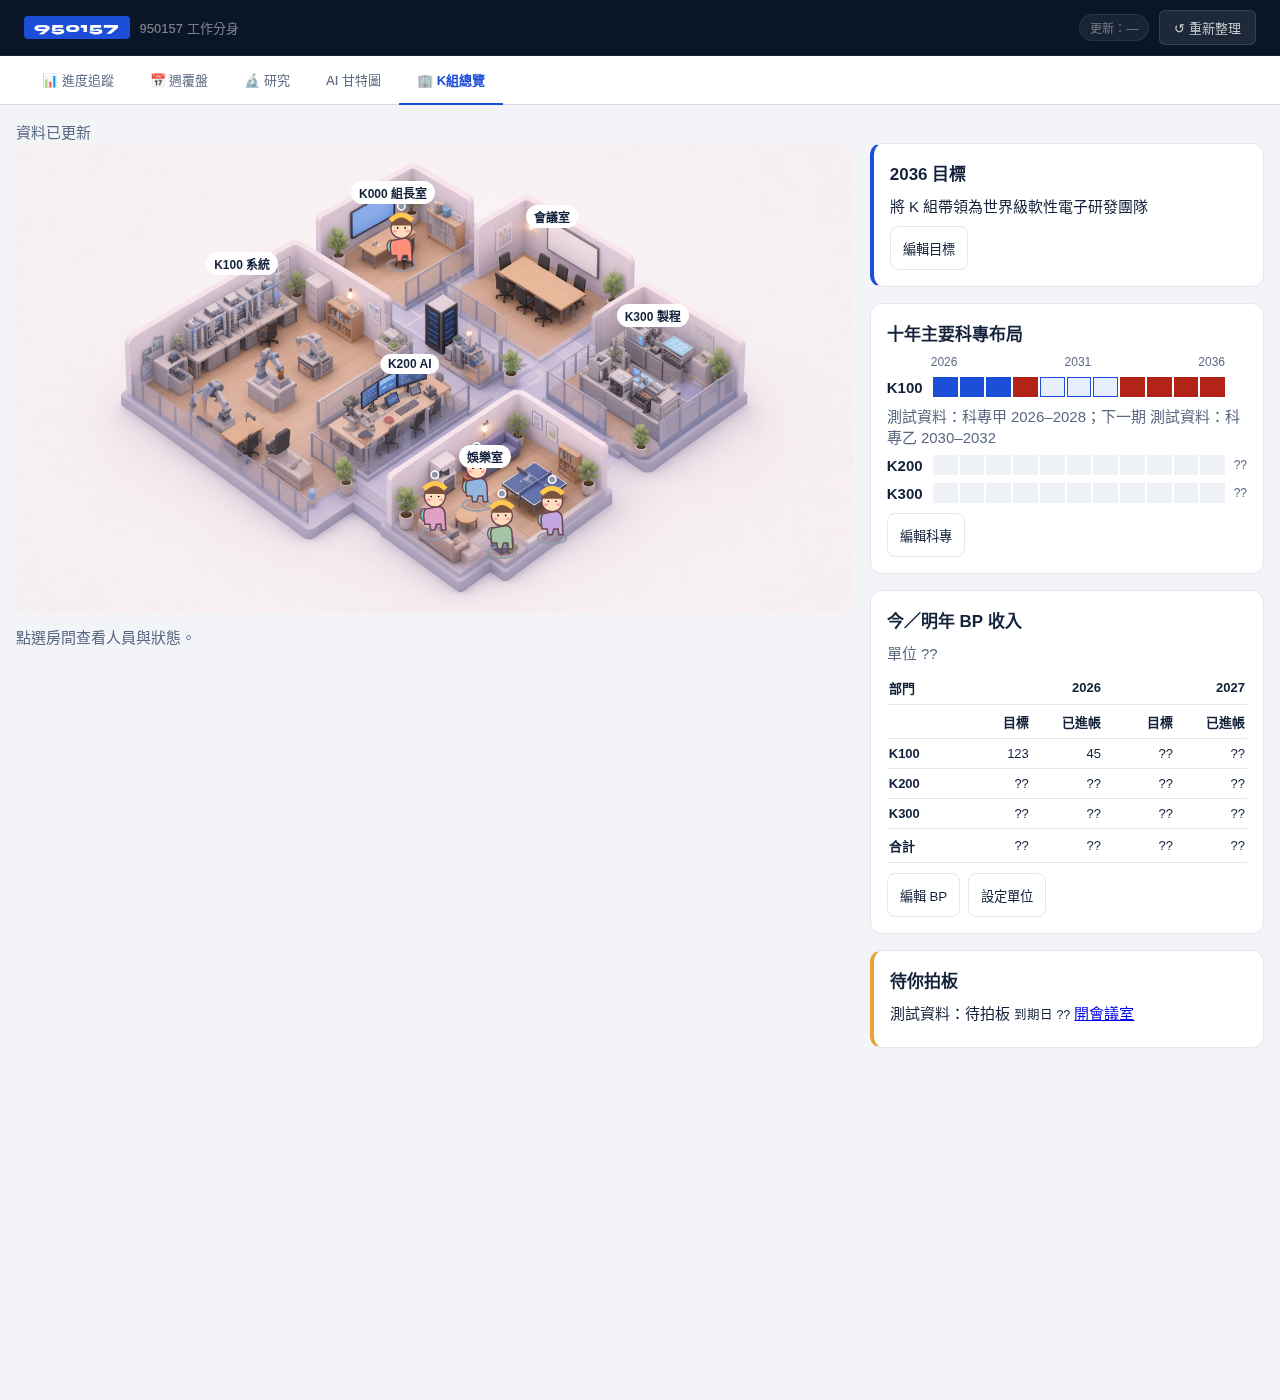 950157 950157 工作分身 更新：— ↺ 重新整理
📊 進度追蹤 📅 週覆盤 🔬 研究 AI 甘特圖 🏢 K組總覽
資料已更新
K000 組長室
會議室
K100 系統
K300 製程
K200 AI
娛樂室
點選房間查看人員與狀態。
2036 目標
將 K 組帶領為世界級軟性電子研發團隊
編輯目標
十年主要科專布局
2026 2031 2036
K100
測試資料：科專甲 2026–2028；下一期 測試資料：科
專乙 2030–2032
K200 ??
K300 ??
編輯科專
今／明年 BP 收入
單位 ??
部門 2026 2027
目標 已進帳 目標 已進帳
K100 123 45 ?? ??
K200 ?? ?? ?? ??
K300 ?? ?? ?? ??
合計 ?? ?? ?? ??
編輯 BP 設定單位
待你拍板
測試資料：待拍板 到期日 ?? 開會議室